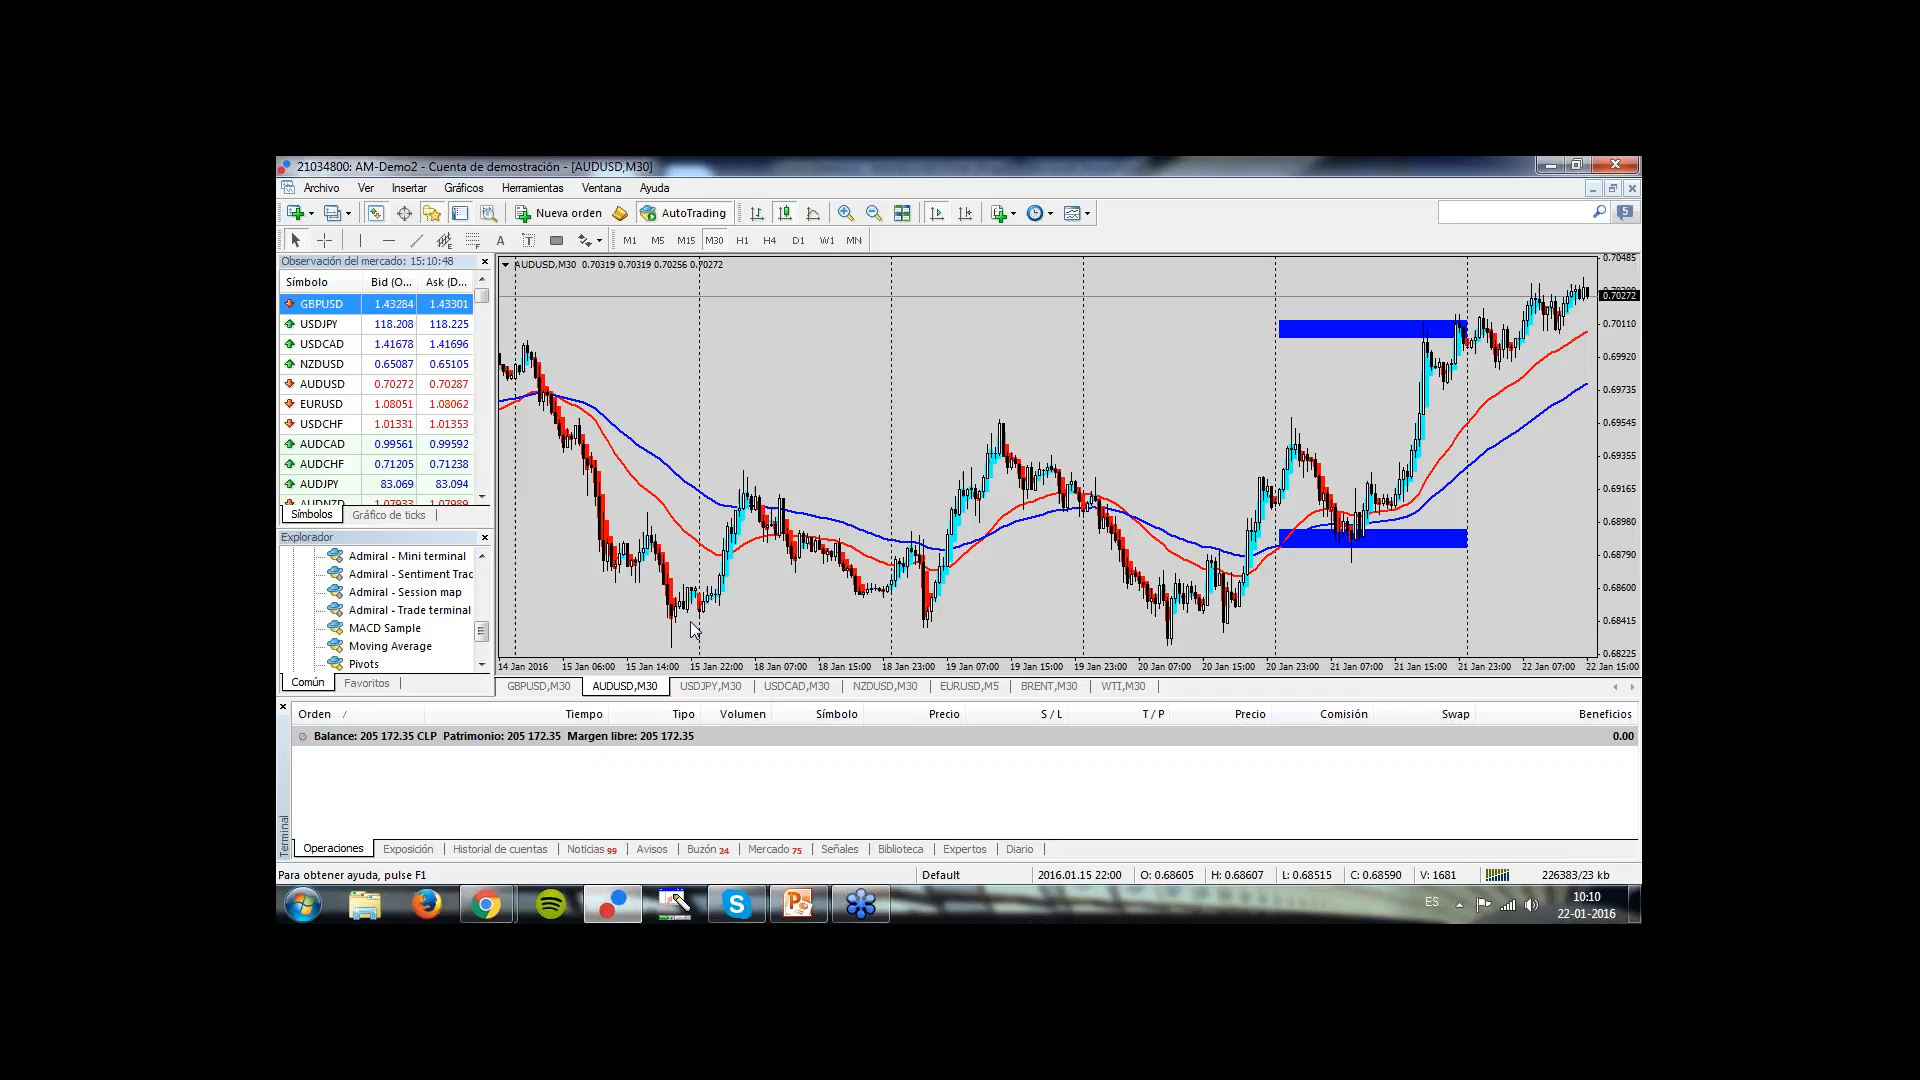 21034800: AM-Demo2 - Cuenta de demostración - [AUDUSD,M30]
Archivo Ver Insertar Gráficos Herramientas Ventana Ayuda
Nueva orden AutoTrading 5
A T M1 M5 M15 M30 H1 H4 D1 W1 MN
Observación del mercado: 15:10:48
Símbolo Bid (O... Ask (D...
GBPUSD 1.43284 1.43301
USDJPY 118.208 118.225
USDCAD 1.41678 1.41696
NZDUSD 0.65087 0.65105
AUDUSD 0.70272 0.70287
EURUSD 1.08051 1.08062
USDCHF 1.01331 1.01353
AUDCAD 0.99561 0.99592
AUDCHF 0.71205 0.71238
AUDJPY 83.069 83.094
AUDNZD 1.07933 1.07989
Símbolos Gráfico de ticks
Explorador
Admiral - Mini terminal
Admiral - Sentiment Trac
Admiral - Session map
Admiral - Trade terminal
MACD Sample
Moving Average
Pivots
Común Favoritos
AUDUSD,M30 0.70319 0.70319 0.70256 0.70272
0.70485
0.70272
0.70110
0.69920
0.69735
0.69545
0.69355
0.69165
0.68980
0.68790
0.68600
0.68415
0.68225
14 Jan 2016 15 Jan 06:00 15 Jan 14:00 15 Jan 22:00 18 Jan 07:00 18 Jan 15:00 18 Jan 23:00 19 Jan 07:00 19 Jan 15:00 19 Jan 23:00 20 Jan 07:00 20 Jan 15:00 20 Jan 23:00 21 Jan 07:00 21 Jan 15:00 21 Jan 23:00 22 Jan 07:00 22 Jan 15:00
GBPUSD,M30 AUDUSD,M30 USDJPY,M30 USDCAD,M30 NZDUSD,M30 EURUSD,M5 BRENT,M30 WTI,M30
Orden / Tiempo Tipo Volumen Símbolo Precio S / L T / P Precio Comisión Swap Beneficios
Balance: 205 172.35 CLP Patrimonio: 205 172.35 Margen libre: 205 172.35 0.00
Terminal
Operaciones Exposición Historial de cuentas Noticias 99 Avisos Buzón 24 Mercado 75 Señales Biblioteca Expertos Diario
Para obtener ayuda, pulse F1 Default 2016.01.15 22:00 O: 0.68605 H: 0.68607 L: 0.68515 C: 0.68590 V: 1681 226383/23 kb
ES 10:10
22-01-2016